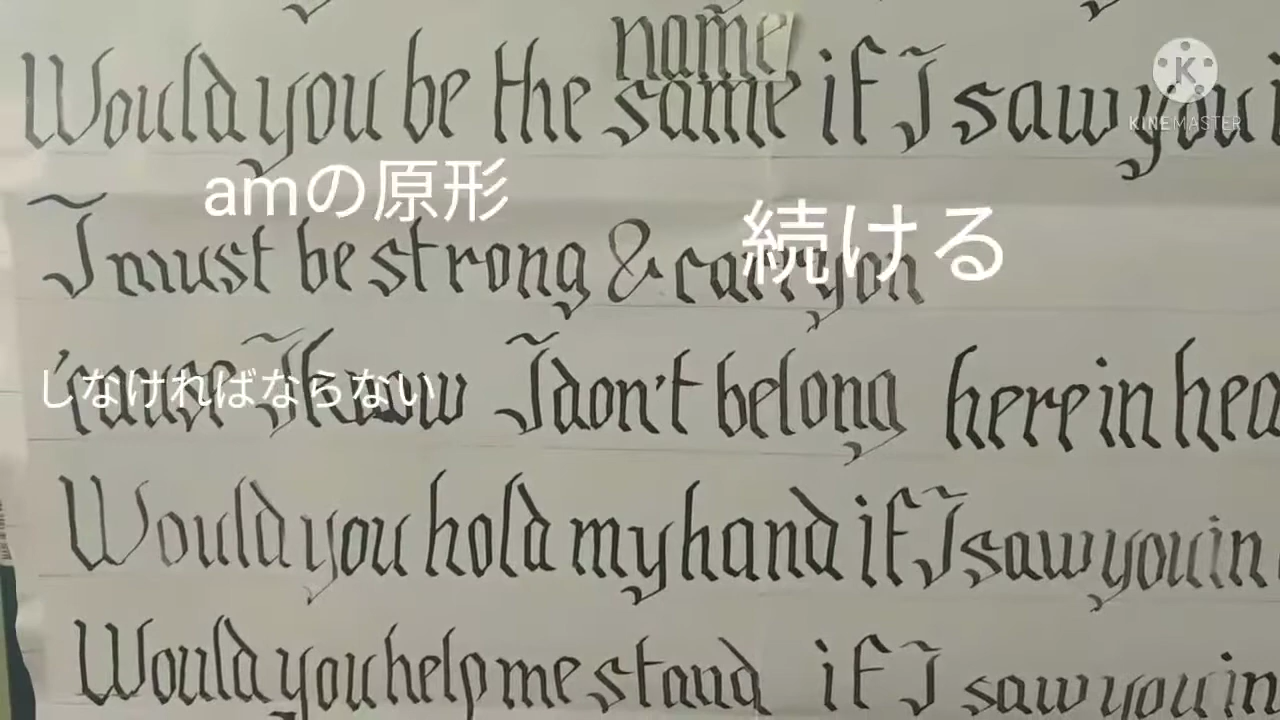 name
Would you be the same if I saw you i
amの原形
I must be strong & carry on
続ける
'cause I know I don't belong here in hea
しなければならない
Would you hold my hand if I saw you in
Would you help me stand if I saw you in
K
KINEMASTER